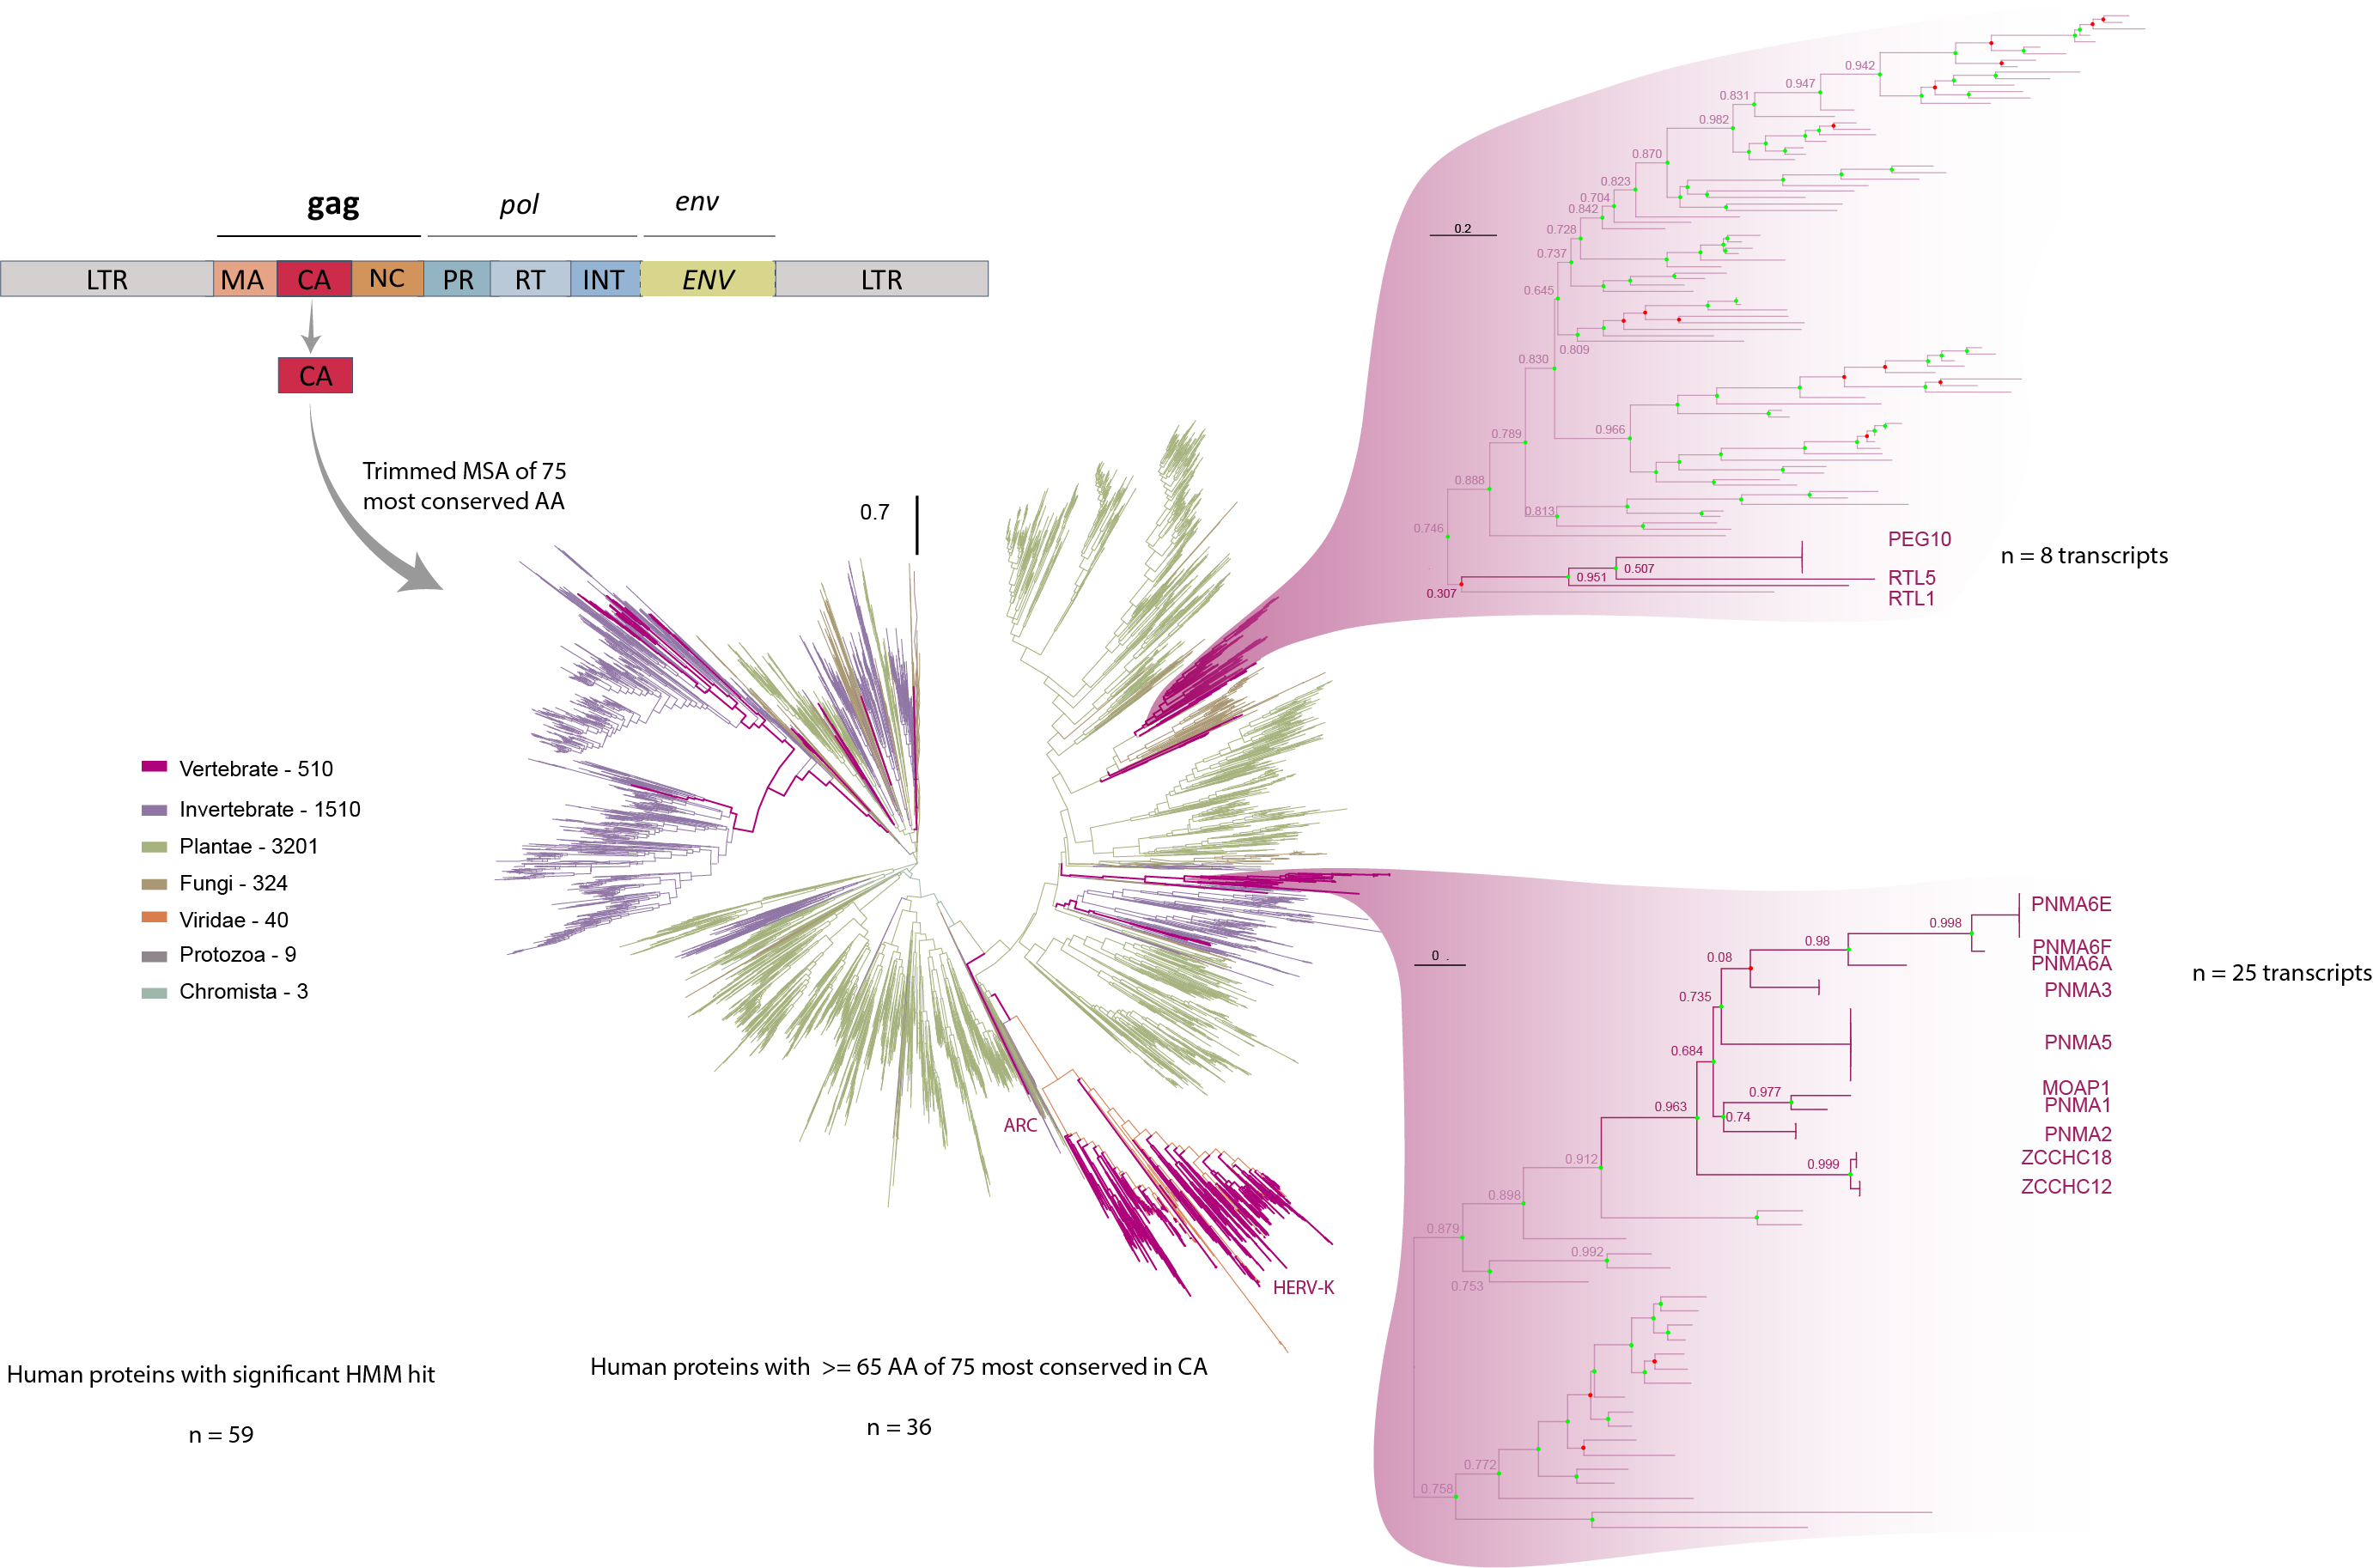 gag pol env
LTR MA CA NC PR RT INT ENV LTR
CA
Trimmed MSA of 75
most conserved AA
0.7
Vertebrate - 510
Invertebrate - 1510
Plantae - 3201
Fungi - 324
Viridae - 40
Protozoa - 9
Chromista - 3
ARC
HERV-K
Human proteins with significant HMM hit
n = 59
Human proteins with >= 65 AA of 75 most conserved in CA
n = 36
0.942
0.947
0.831
0.982
0.870
0.823
0.704
0.842
0.2
0.728
0.737
0.645
0.809
0.830
0.966
0.789
0.888
0.813
0.746
PEG10
n = 8 transcripts
0.507
0.951
RTL5
0.307
RTL1
PNMA6E
0.998
0.98
PNMA6F
0 .
0.08
PNMA6A
n = 25 transcripts
PNMA3
0.735
PNMA5
0.684
MOAP1
0.977
PNMA1
0.963
0.74
PNMA2
0.912
ZCCHC18
0.999
ZCCHC12
0.898
0.879
0.992
0.753
0.772
0.758